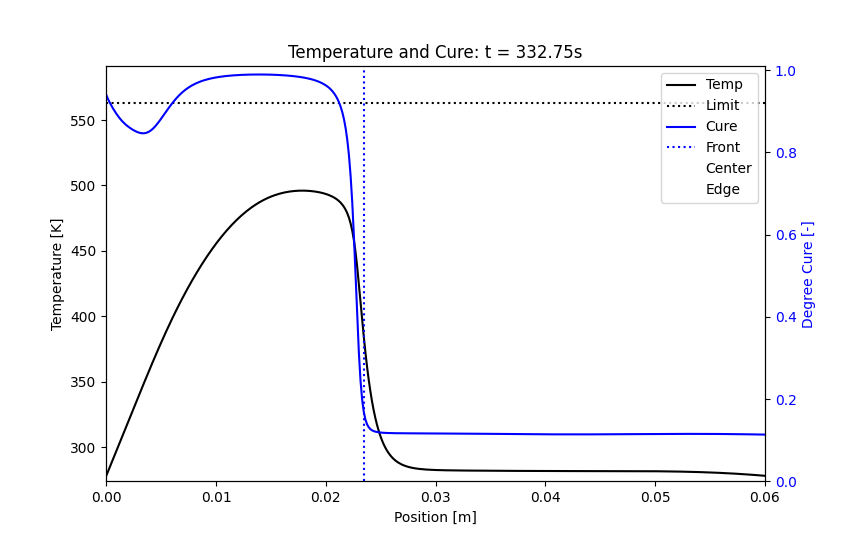 Temperature and Cure: t = 332.75s
Temp
Limit
Cure
Front
Center
Edge
550
500
450
400
350
300
Temperature [K]
1.0
0.8
0.6
0.4
0.2
0.0
Degree Cure [-]
0.00 0.01 0.02 0.03 0.04 0.05 0.06
Position [m]